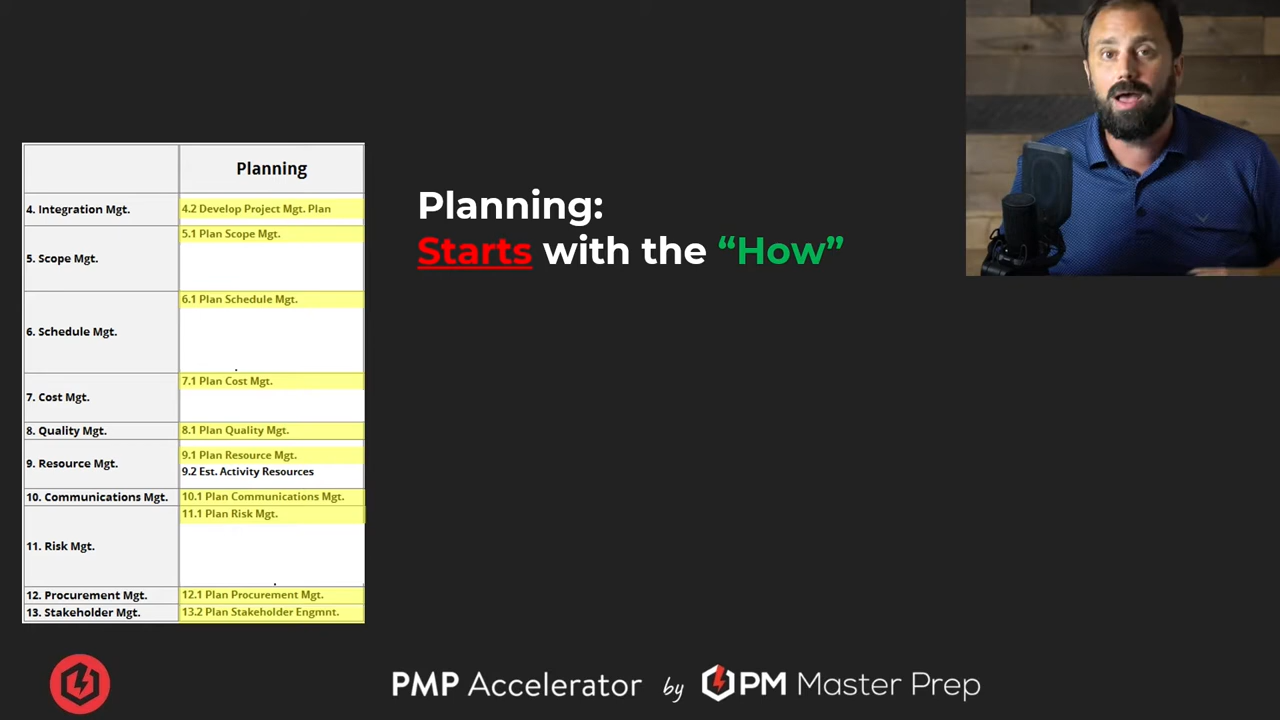 Planning
4. Integration Mgt.
4.2 Develop Project Mgt. Plan
5. Scope Mgt.
5.1 Plan Scope Mgt.
6. Schedule Mgt.
6.1 Plan Schedule Mgt.
7. Cost Mgt.
7.1 Plan Cost Mgt.
8. Quality Mgt.
8.1 Plan Quality Mgt.
9. Resource Mgt.
9.1 Plan Resource Mgt.
9.2 Est. Activity Resources
10. Communications Mgt.
10.1 Plan Communications Mgt.
11. Risk Mgt.
11.1 Plan Risk Mgt.
12. Procurement Mgt.
12.1 Plan Procurement Mgt.
13. Stakeholder Mgt.
13.2 Plan Stakeholder Engmnt.
Planning:
Starts with the “How”
PMP Accelerator by PM Master Prep